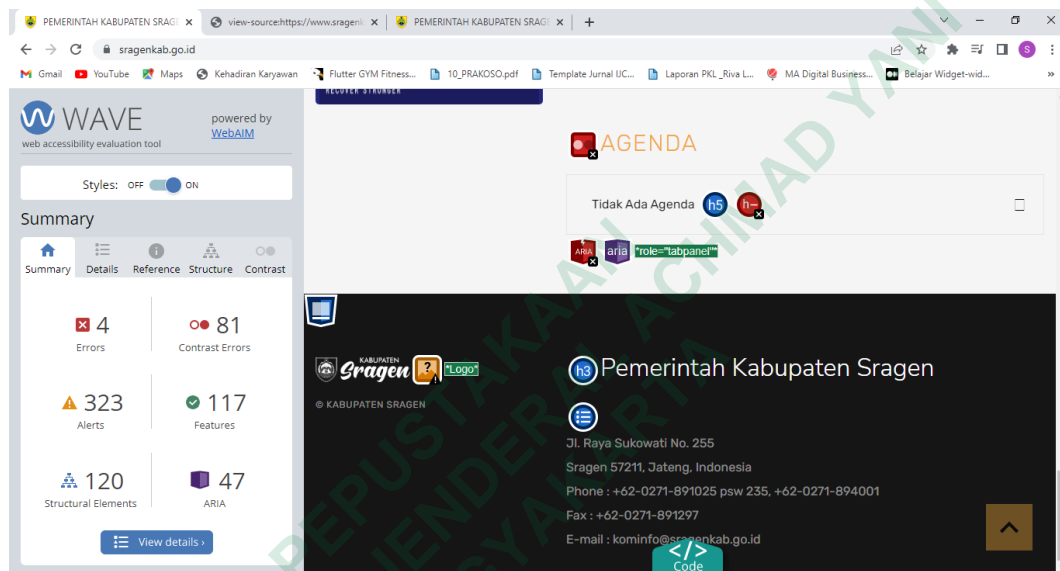 PEMERINTAH KABUPATEN SRAGE
view-source:https://www.sragenk
PEMERINTAH KABUPATEN SRAGE
sragenkab.go.id
S
Gmail
YouTube
Maps
Kehadiran Karyawan
Flutter GYM Fitness...
10_PRAKOSO.pdf
Template Jurnal IJC...
Laporan PKL _Riva L...
MA Digital Business...
Belajar Widget-wid...
»
WAVE
web accessibility evaluation tool
powered by
WebAIM
Styles: OFF ON
Summary
Summary Details Reference Structure Contrast
4
Errors
81
Contrast Errors
323
Alerts
117
Features
120
Structural Elements
47
ARIA
View details ›
RECOVER STRONGER
AGENDA
Tidak Ada Agenda h5 h-
ARIA aria *role="tabpanel"*
KABUPATEN
Sragen ? *Logo*
© KABUPATEN SRAGEN
h3 Pemerintah Kabupaten Sragen
Jl. Raya Sukowati No. 255
Sragen 57211, Jateng, Indonesia
Phone : +62-0271-891025 psw 235, +62-0271-894001
Fax : +62-0271-891297
E-mail : kominfo@sragenkab.go.id
</>
Code